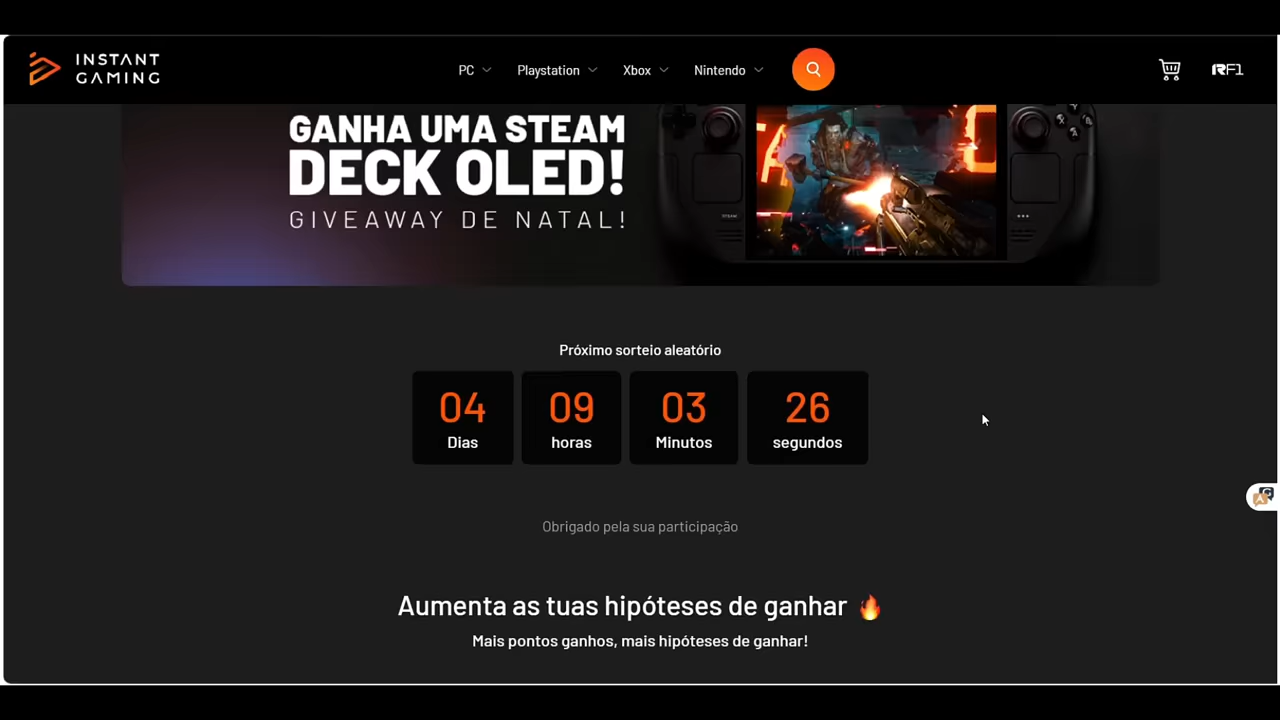 INSTANT GAMING
PC
Playstation
Xbox
Nintendo
RF1
GANHA UMA STEAM
DECK OLED!
GIVEAWAY DE NATAL!
STEAM
Próximo sorteio aleatório
04 09 03 26
Dias horas Minutos segundos
Obrigado pela sua participação
Aumenta as tuas hipóteses de ganhar 🔥
Mais pontos ganhos, mais hipóteses de ganhar!